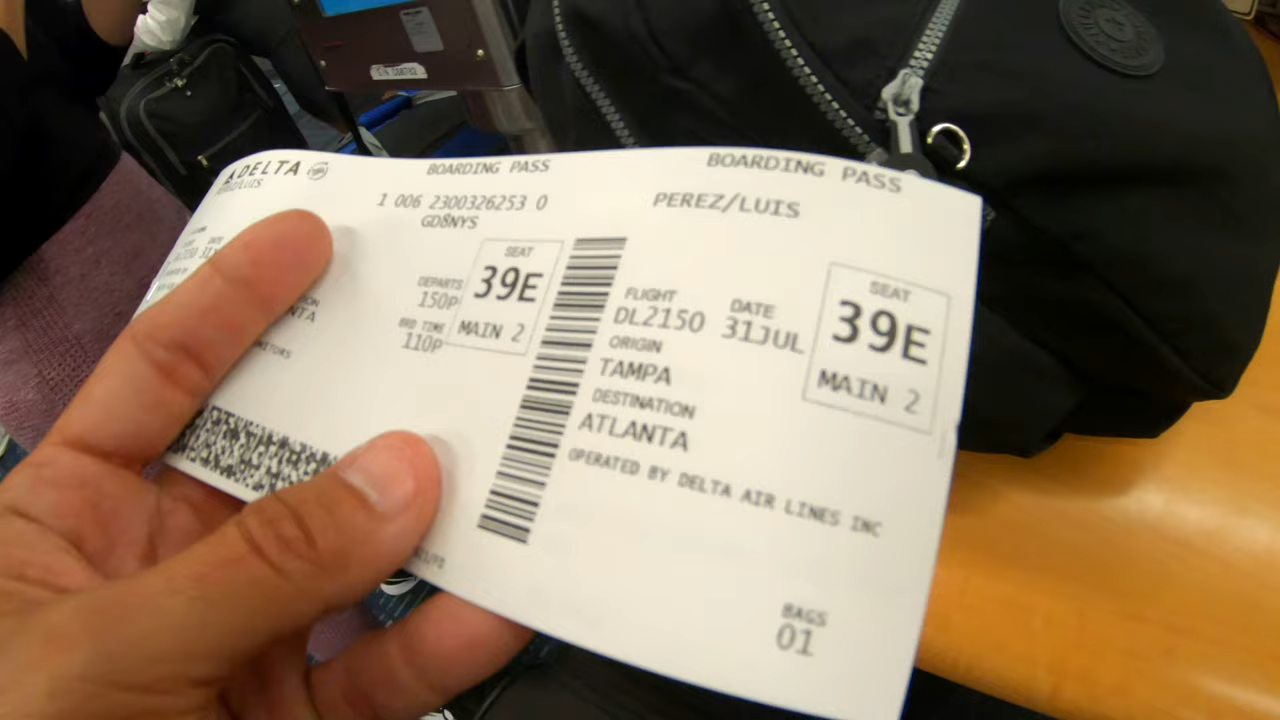 DELTA
BOARDING PASS
1 006 2300326253 0
GD8NYS
DATE
DEPARTS
150P
BRD TIME
110P
SEAT
39E
MAIN 2
BOARDING PASS
PEREZ/LUIS
FLIGHT
DL2150
DATE
31JUL
SEAT
39E
MAIN 2
ORIGIN
TAMPA
DESTINATION
ATLANTA
OPERATED BY DELTA AIR LINES INC
BAGS
01